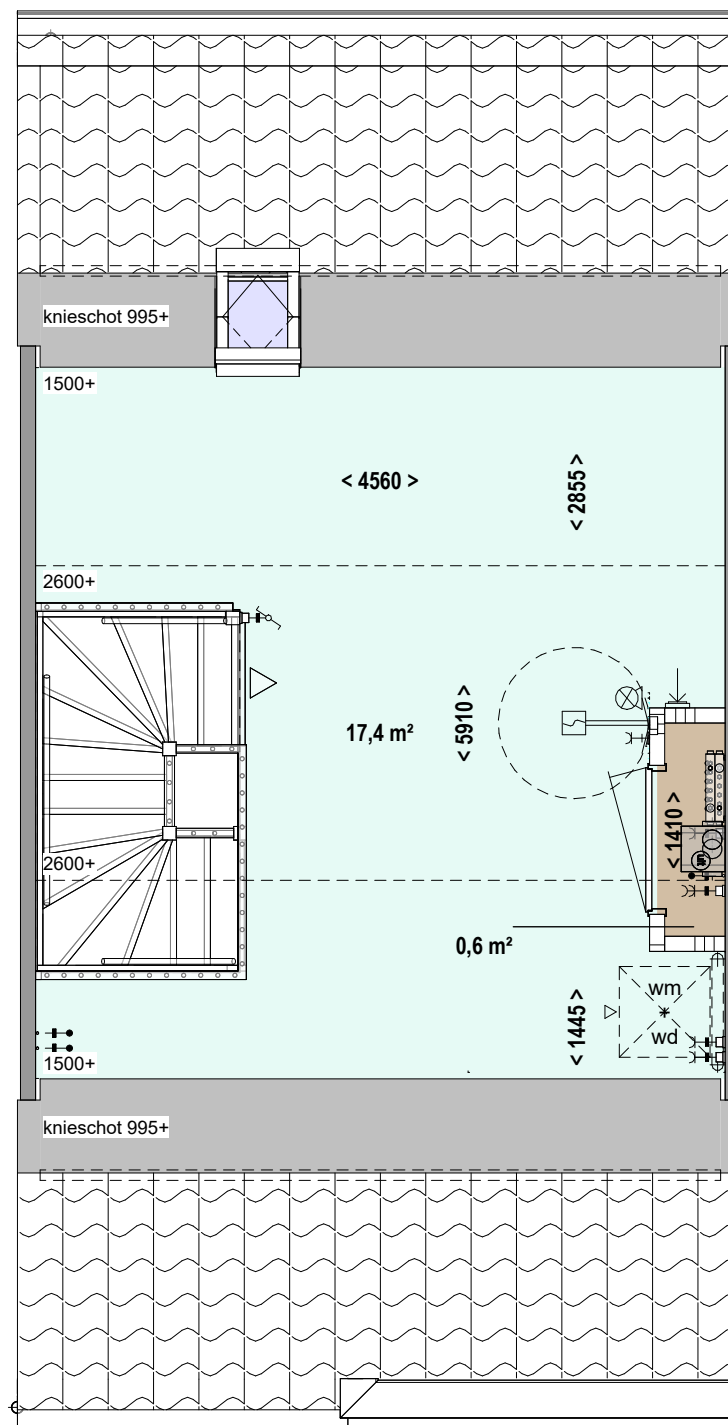 knieschot 995+
1500+
< 4560 >
< 2855 >
2600+
17,4 m²
< 5910 >
< 1410 >
2600+
0,6 m²
< 1445 >
wm
wd
1500+
knieschot 995+